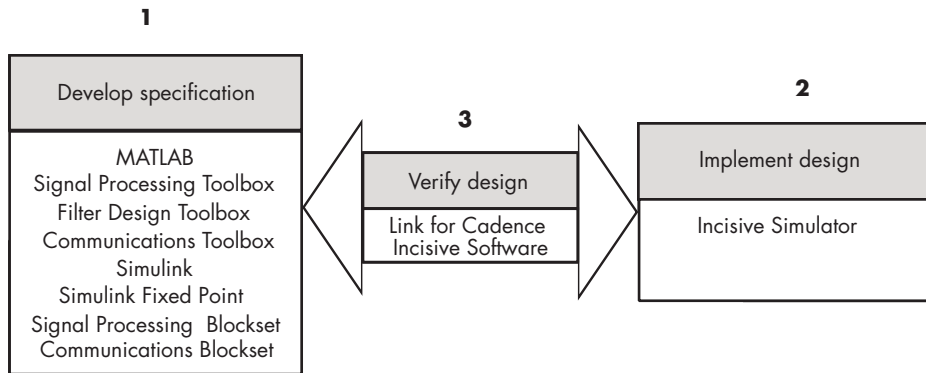 1
Develop specification
MATLAB
Signal Processing Toolbox
Filter Design Toolbox
Communications Toolbox
Simulink
Simulink Fixed Point
Signal Processing Blockset
Communications Blockset
3
Verify design
Link for Cadence
Incisive Software
2
Implement design
Incisive Simulator